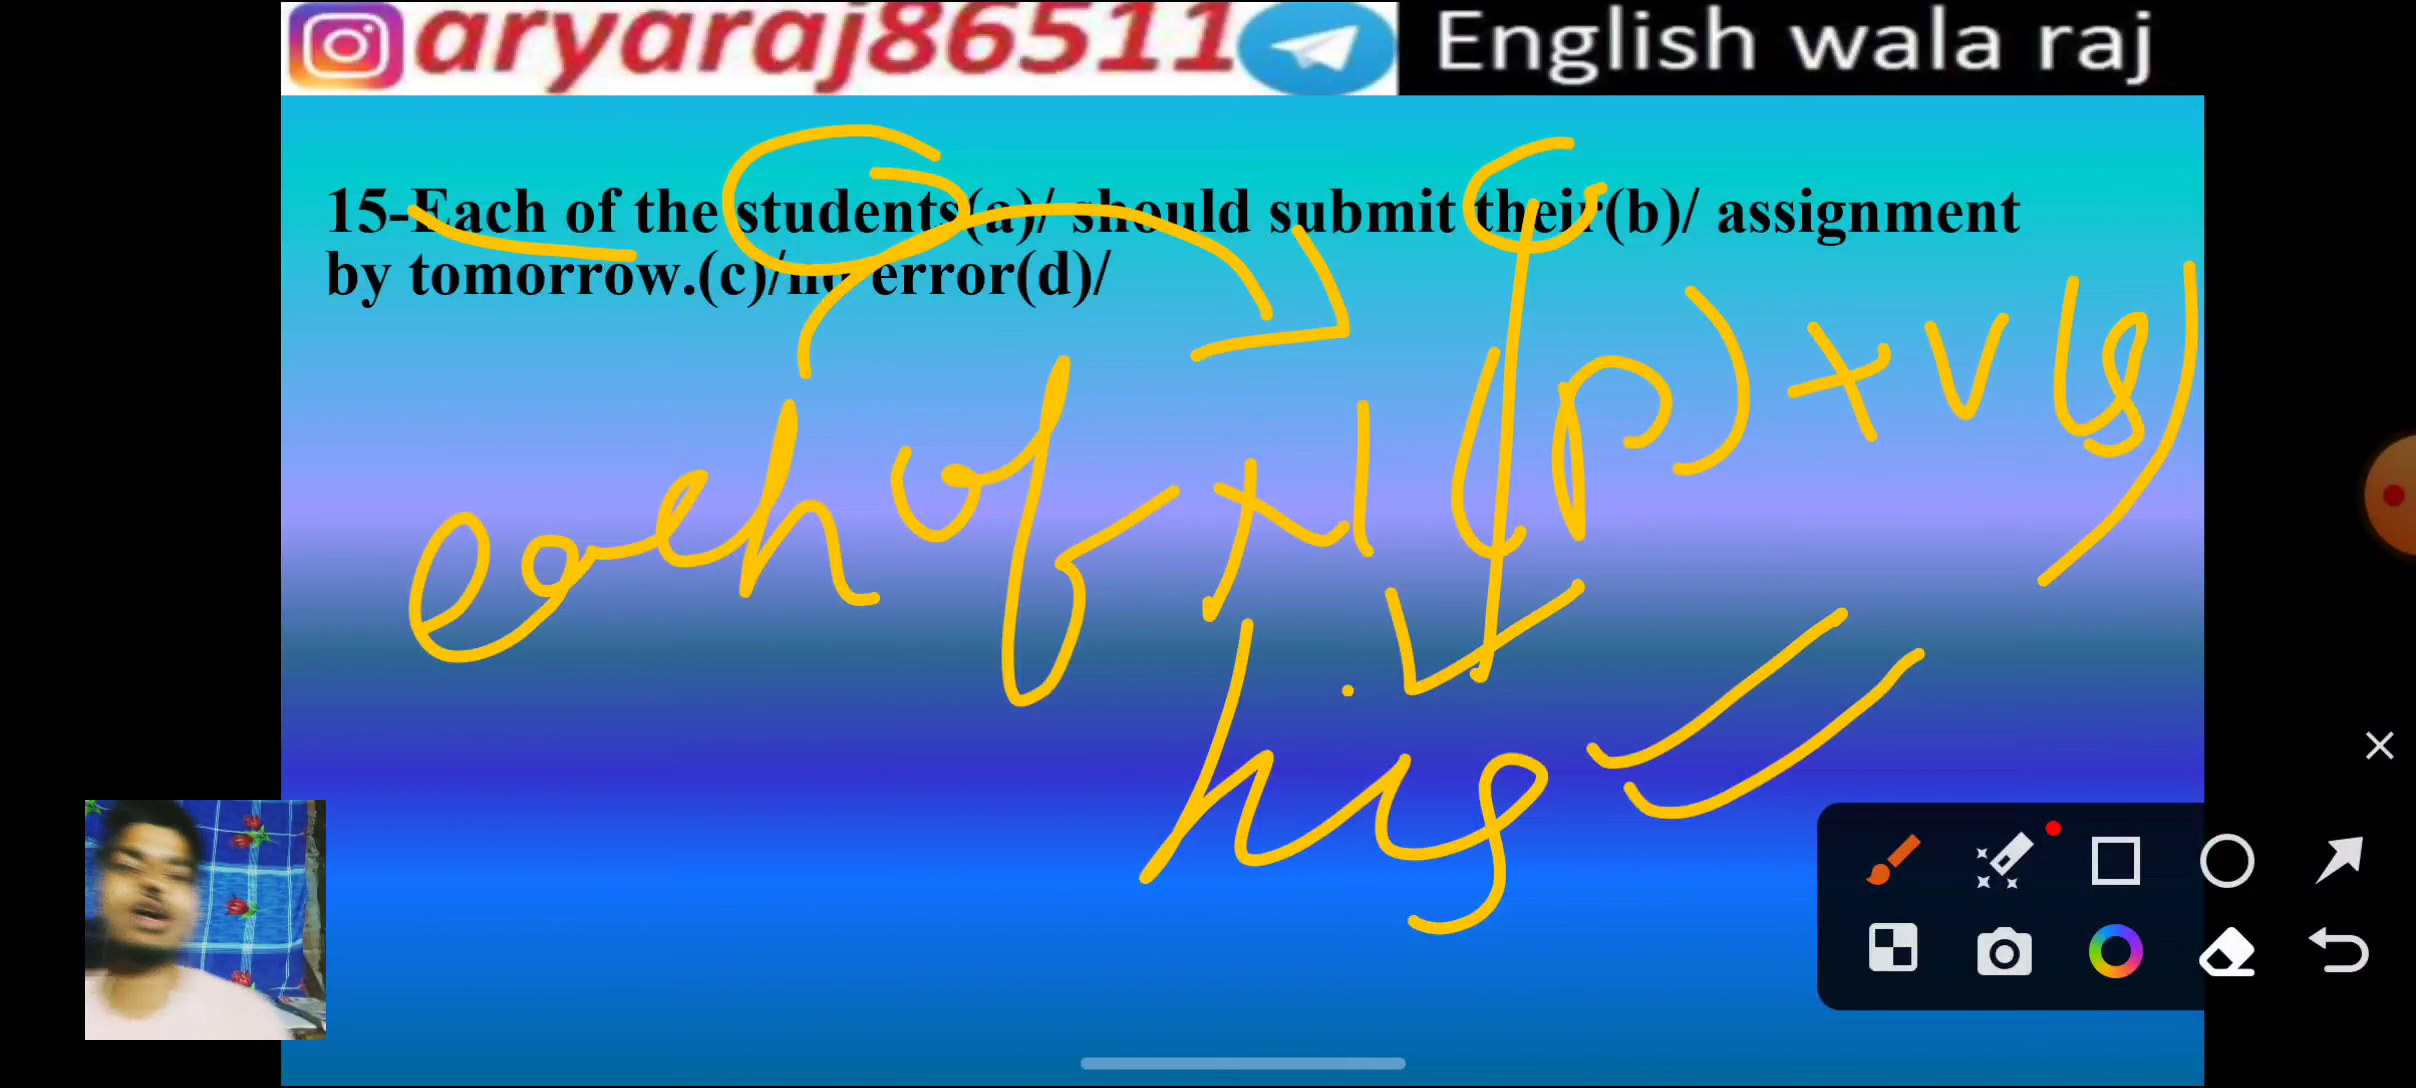 aryaraj86511 English wala raj
15-Each of the students(a)/ should submit their(b)/ assignment
by tomorrow.(c)/no error(d)/
each of + N (p) + V (s)
his